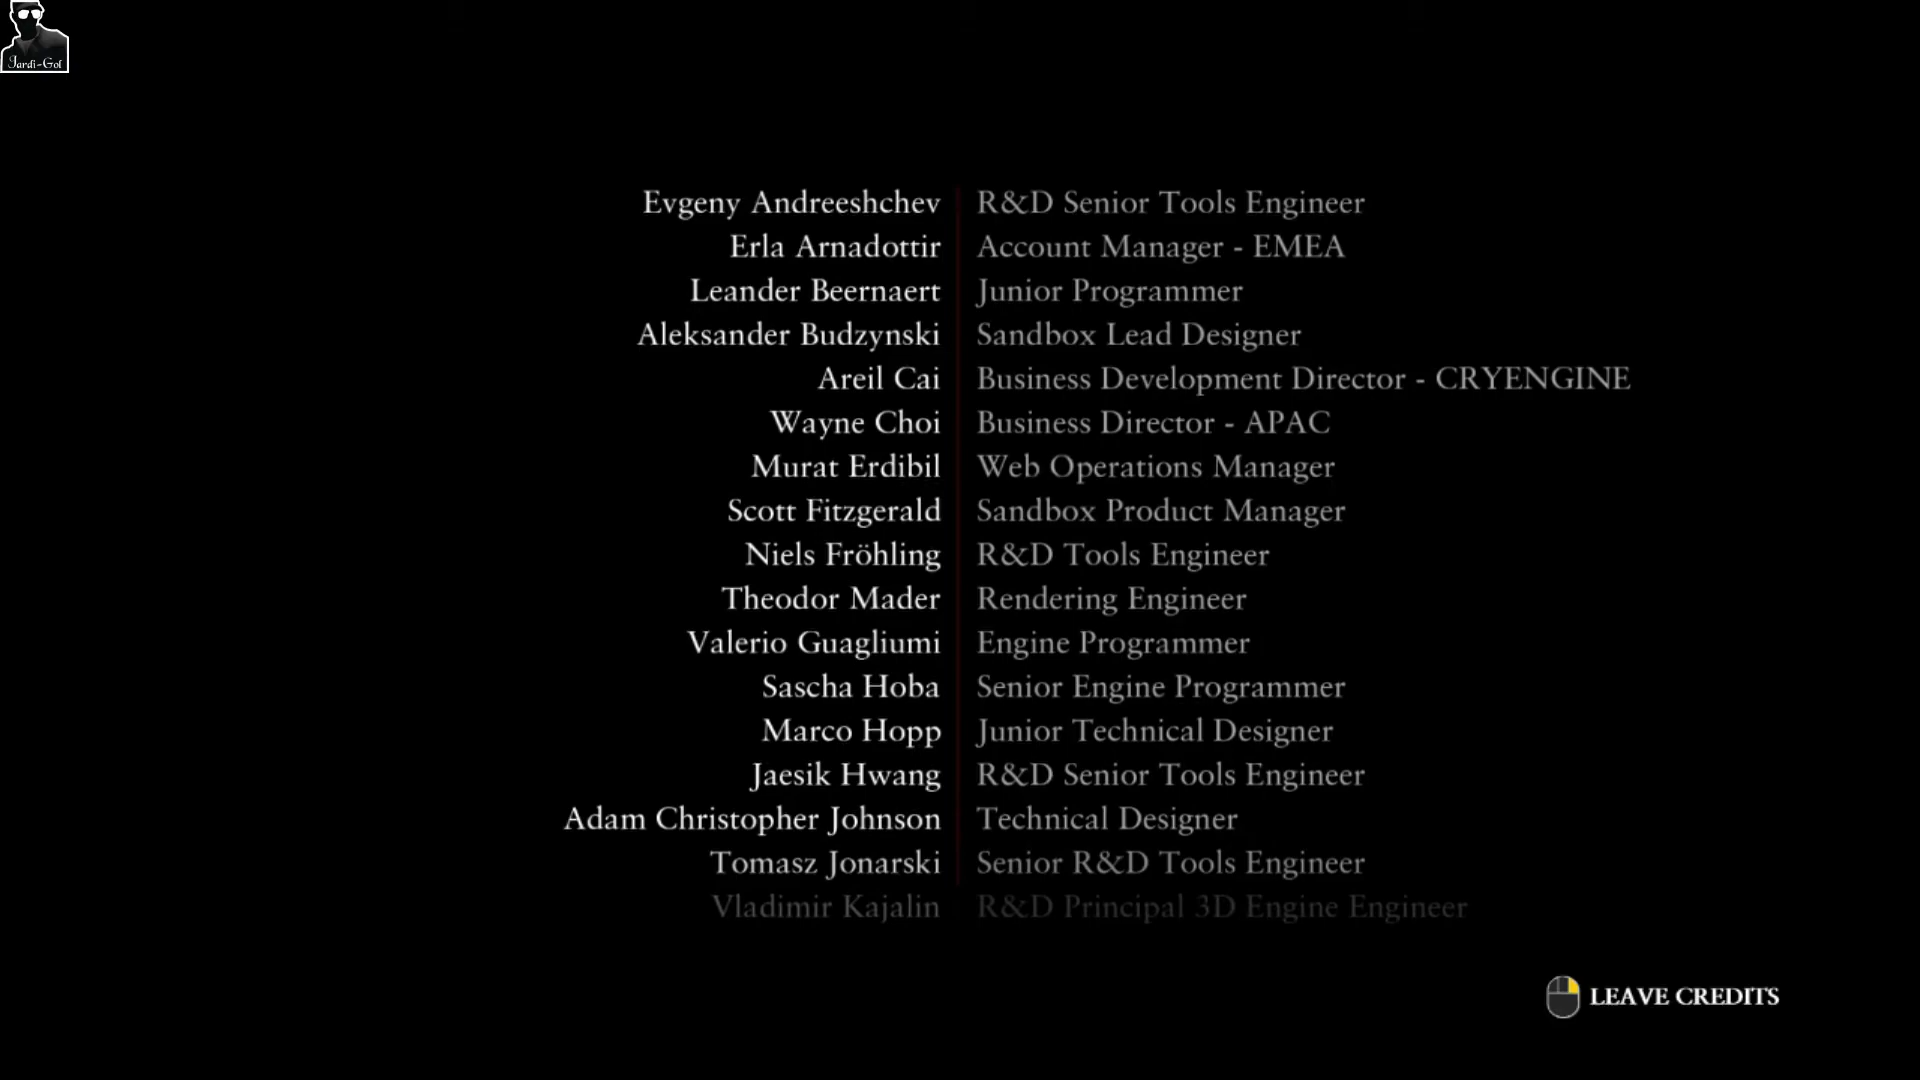 Jardi-Gol
Evgeny Andreeshchev R&D Senior Tools Engineer
Erla Arnadottir Account Manager - EMEA
Leander Beernaert Junior Programmer
Aleksander Budzynski Sandbox Lead Designer
Areil Cai Business Development Director - CRYENGINE
Wayne Choi Business Director - APAC
Murat Erdibil Web Operations Manager
Scott Fitzgerald Sandbox Product Manager
Niels Fröhling R&D Tools Engineer
Theodor Mader Rendering Engineer
Valerio Guagliumi Engine Programmer
Sascha Hoba Senior Engine Programmer
Marco Hopp Junior Technical Designer
Jaesik Hwang R&D Senior Tools Engineer
Adam Christopher Johnson Technical Designer
Tomasz Jonarski Senior R&D Tools Engineer
Vladimir Kajalin R&D Principal 3D Engine Engineer
LEAVE CREDITS